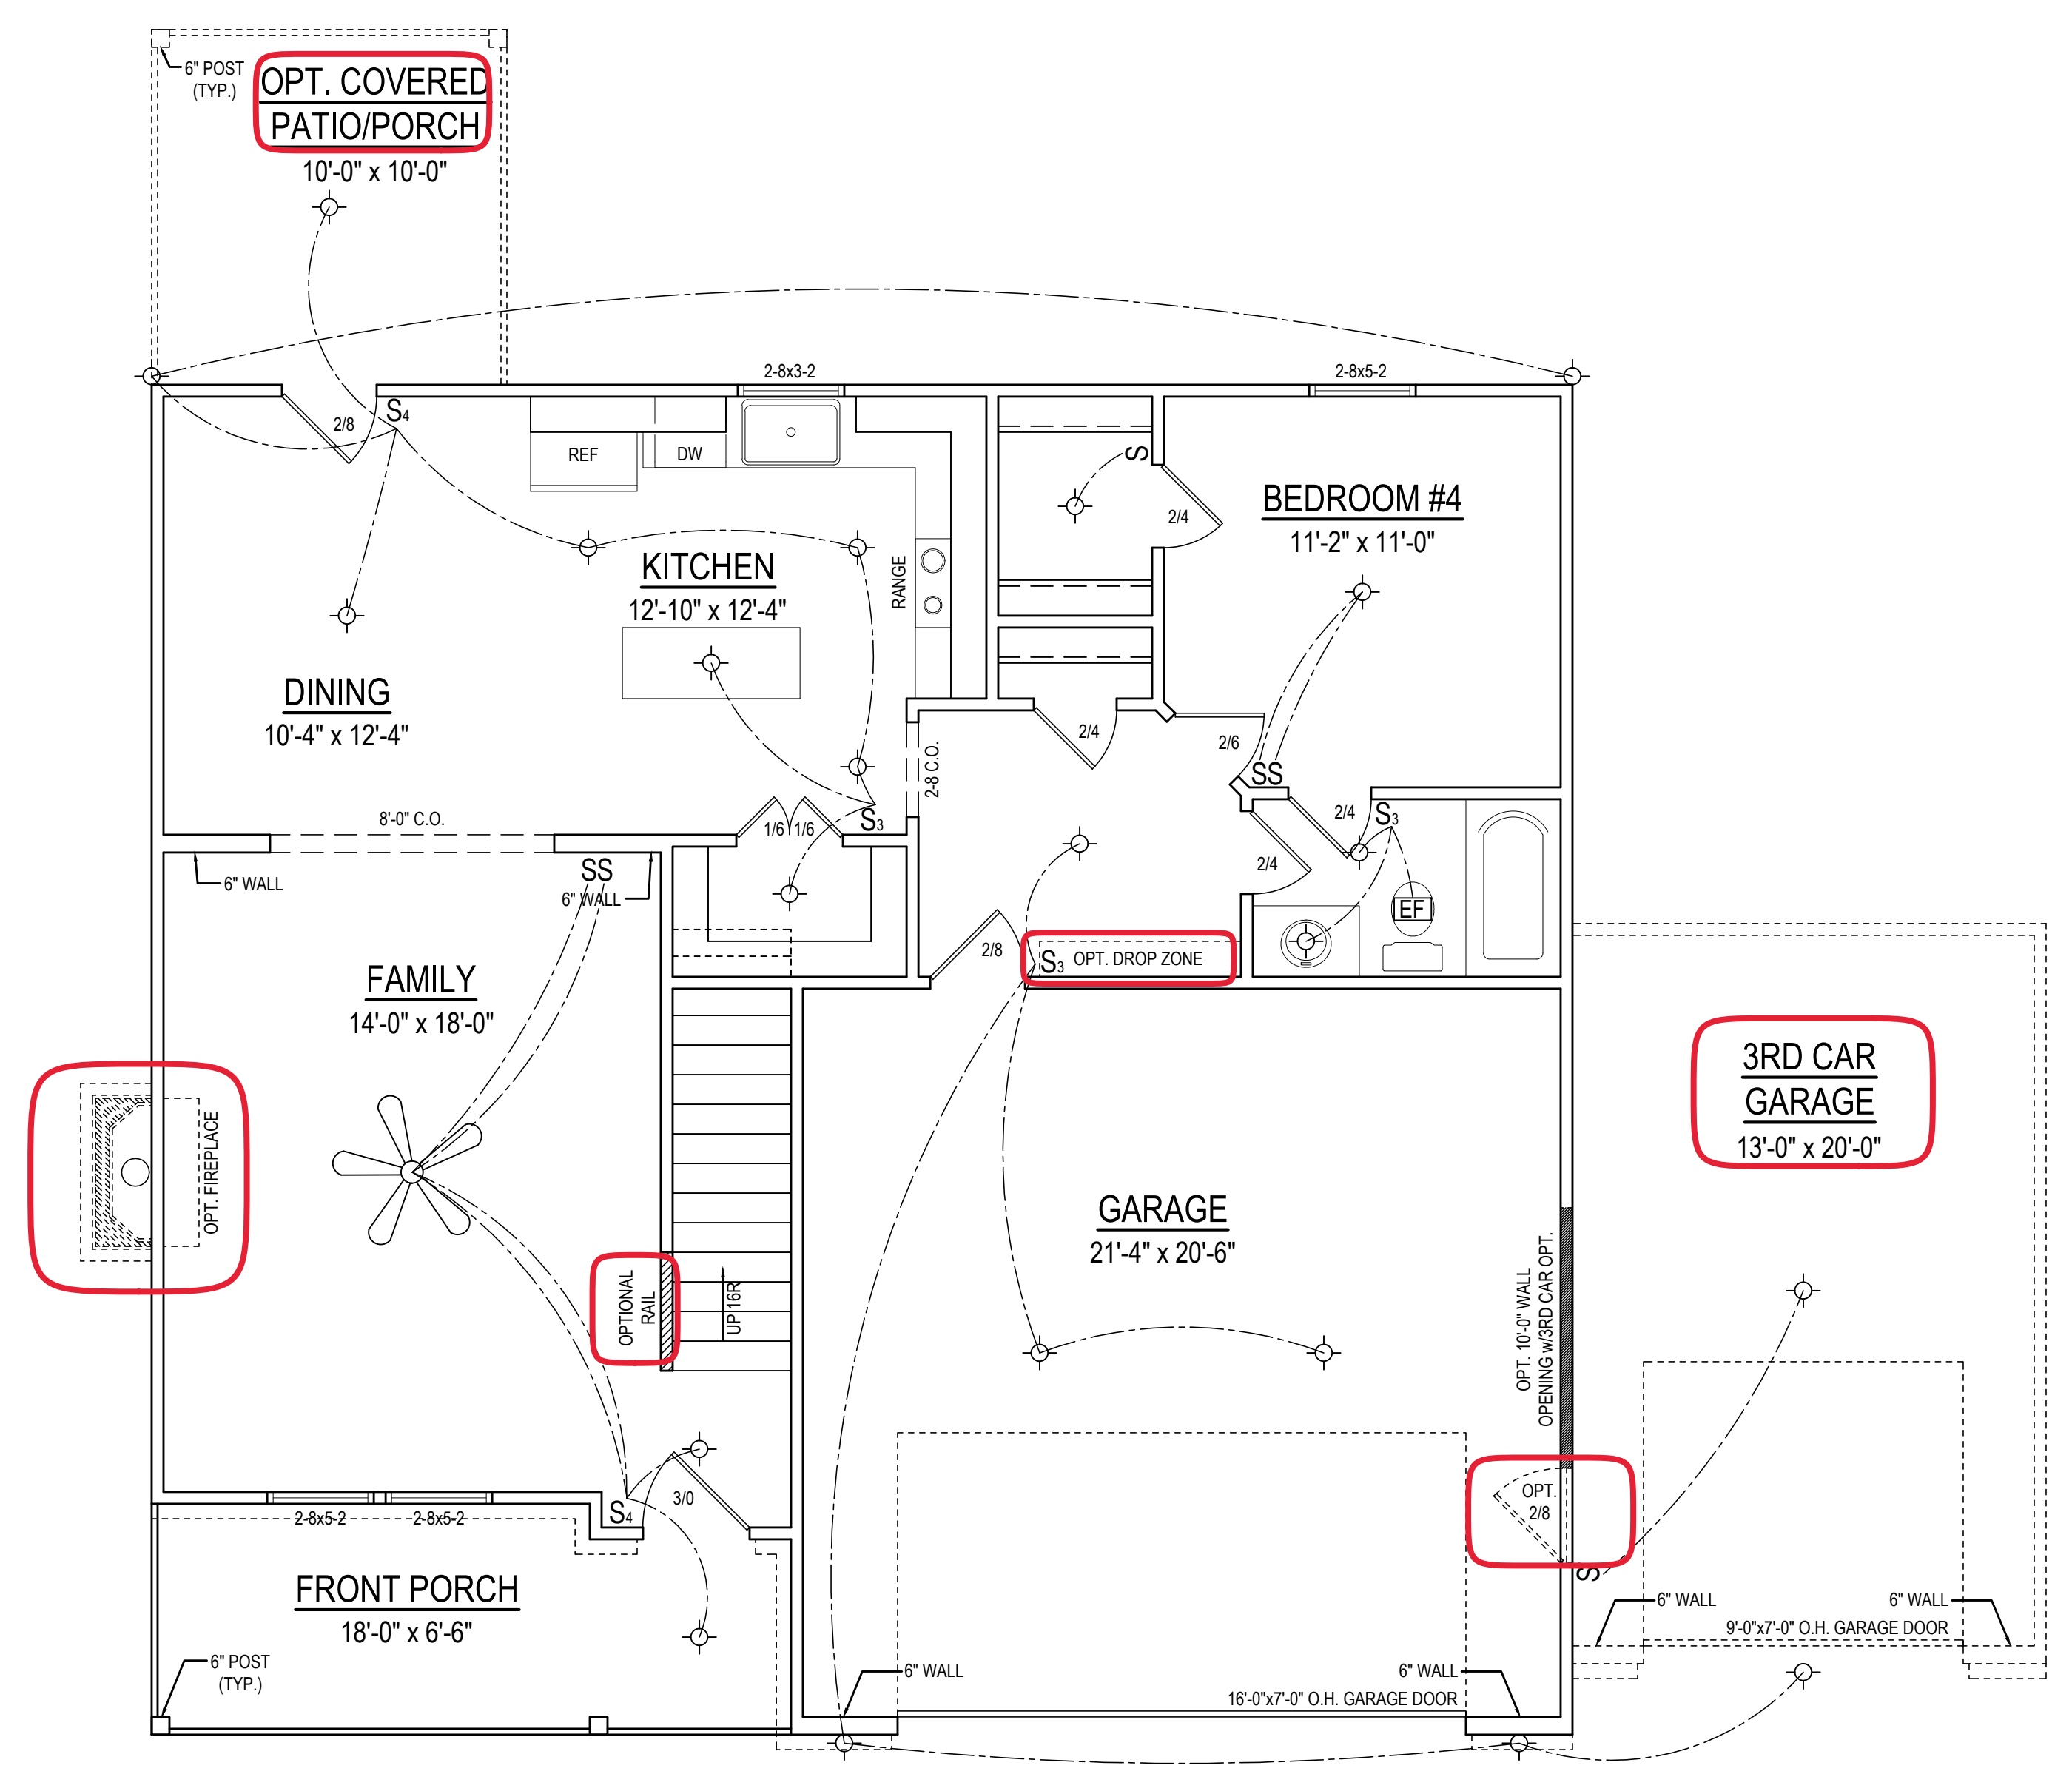 6" POST
(TYP.)
OPT. COVERED
PATIO/PORCH
10'-0" x 10'-0"
2-8x3-2
2-8x5-2
S4
2/8
REF
DW
S
2/4
BEDROOM #4
11'-2" x 11'-0"
KITCHEN
12'-10" x 12'-4"
RANGE
DINING
10'-4" x 12'-4"
2/4
2/6
2-8 C.O.
SS
8'-0" C.O.
1/6
1/6
S3
2/4
S3
6" WALL
SS
6" WALL
2/4
EF
FAMILY
14'-0" x 18'-0"
2/8
S3
OPT. DROP ZONE
OPT. FIREPLACE
3RD CAR
GARAGE
13'-0" x 20'-0"
GARAGE
21'-4" x 20'-6"
OPTIONAL
RAIL
UP 16R
OPT. 10'-0" WALL
OPENING w/3RD CAR OPT.
OPT.
2/8
S
3/0
S4
2-8x5-2
2-8x5-2
FRONT PORCH
18'-0" x 6'-6"
6" POST
(TYP.)
6" WALL
6" WALL
9'-0"x7'-0" O.H. GARAGE DOOR
6" WALL
6" WALL
16'-0"x7'-0" O.H. GARAGE DOOR